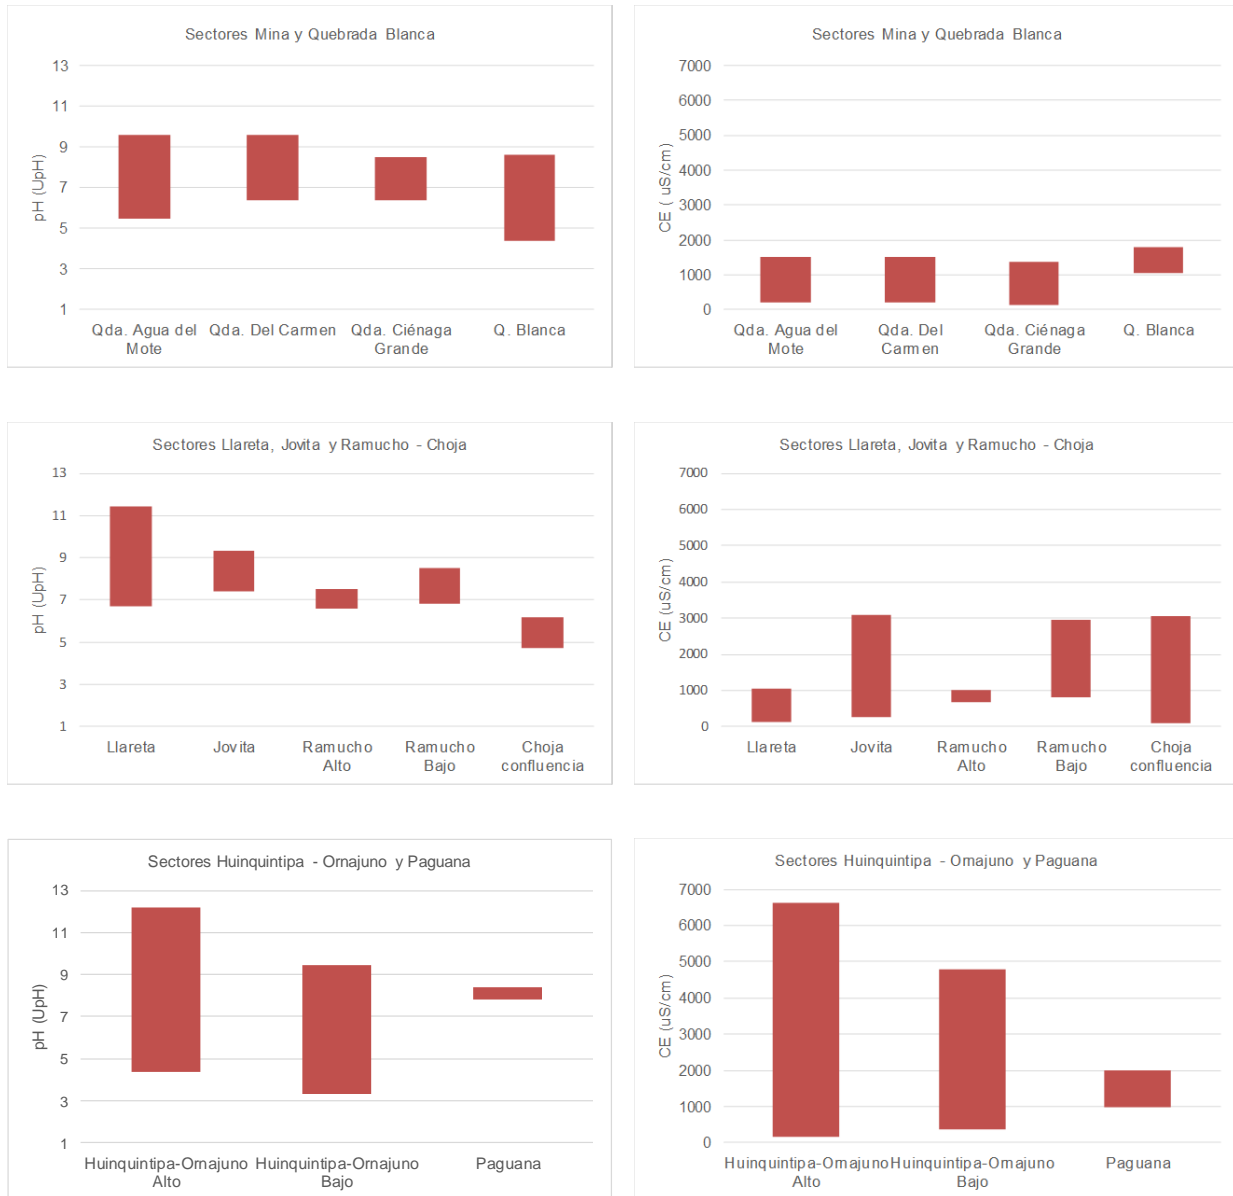 Sectores Mina y Quebrada Blanca
13
11
9
7
5
3
1
pH (UpH)
Qda. Agua del Mote
Qda. Del Carmen
Qda. Ciénaga Grande
Q. Blanca
Sectores Mina y Quebrada Blanca
7000
6000
5000
4000
3000
2000
1000
0
CE ( uS/cm)
Qda. Agua del Mote
Qda. Del Carmen
Qda. Ciénaga Grande
Q. Blanca
Sectores Llareta, Jovita y Ramucho - Choja
13
11
9
7
5
3
1
pH (UpH)
Llareta
Jovita
Ramucho Alto
Ramucho Bajo
Choja confluencia
Sectores Llareta, Jovita y Ramucho - Choja
7000
6000
5000
4000
3000
2000
1000
0
CE (uS/cm)
Llareta
Jovita
Ramucho Alto
Ramucho Bajo
Choja confluencia
Sectores Huinquintipa - Ornajuno y Paguana
13
11
9
7
5
3
1
pH (UpH)
Huinquintipa-Ornajuno Alto
Huinquintipa-Ornajuno Bajo
Paguana
Sectores Huinquintipa - Ornajuno y Paguana
7000
6000
5000
4000
3000
2000
1000
0
CE (uS/cm)
Huinquintipa-Ornajuno Alto
Huinquintipa-Ornajuno Bajo
Paguana